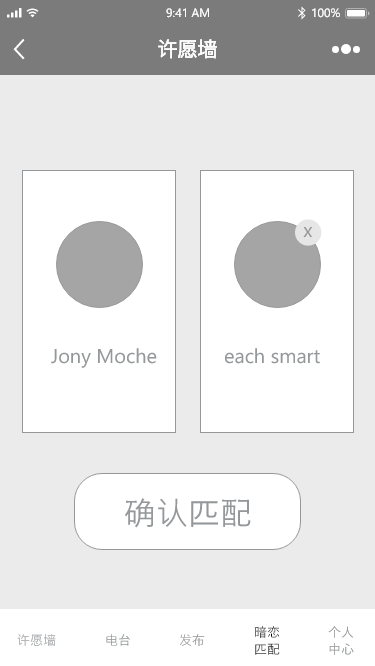 9:41 AM
100%
许愿墙
X
Jony Moche
each smart
确认匹配
许愿墙
电台
发布
暗恋
匹配
个人
中心